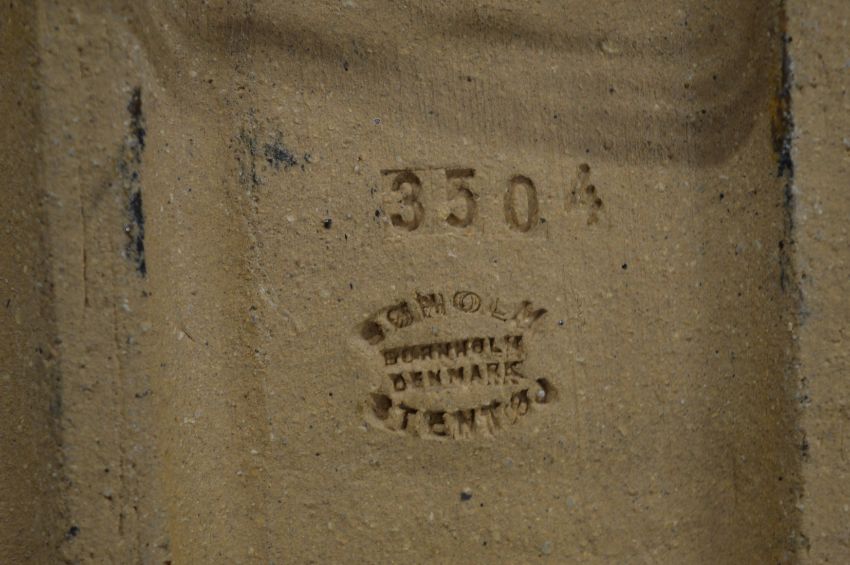 3504
SØHOLM
BORNHOLM
DENMARK
STENTØJ